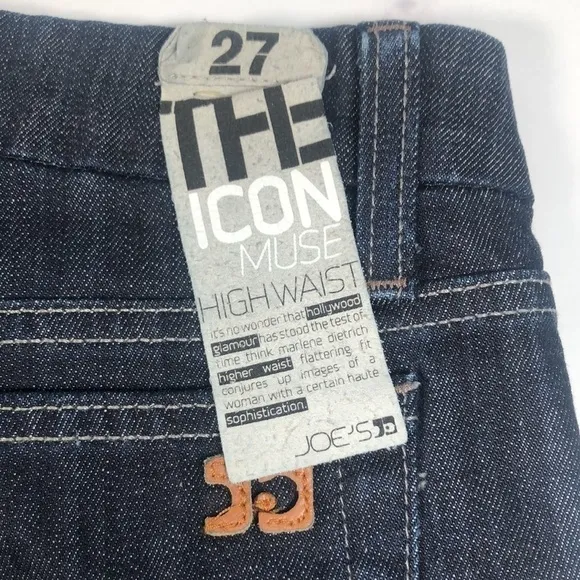 27
THE
ICON
MUSE
HIGH WAIST
it's no wonder that hollywood
glamour has stood the test of
time think marlene dietrich
higher waist flattering fit
conjures up images of a
woman with a certain haute
sophistication.
JOE'S